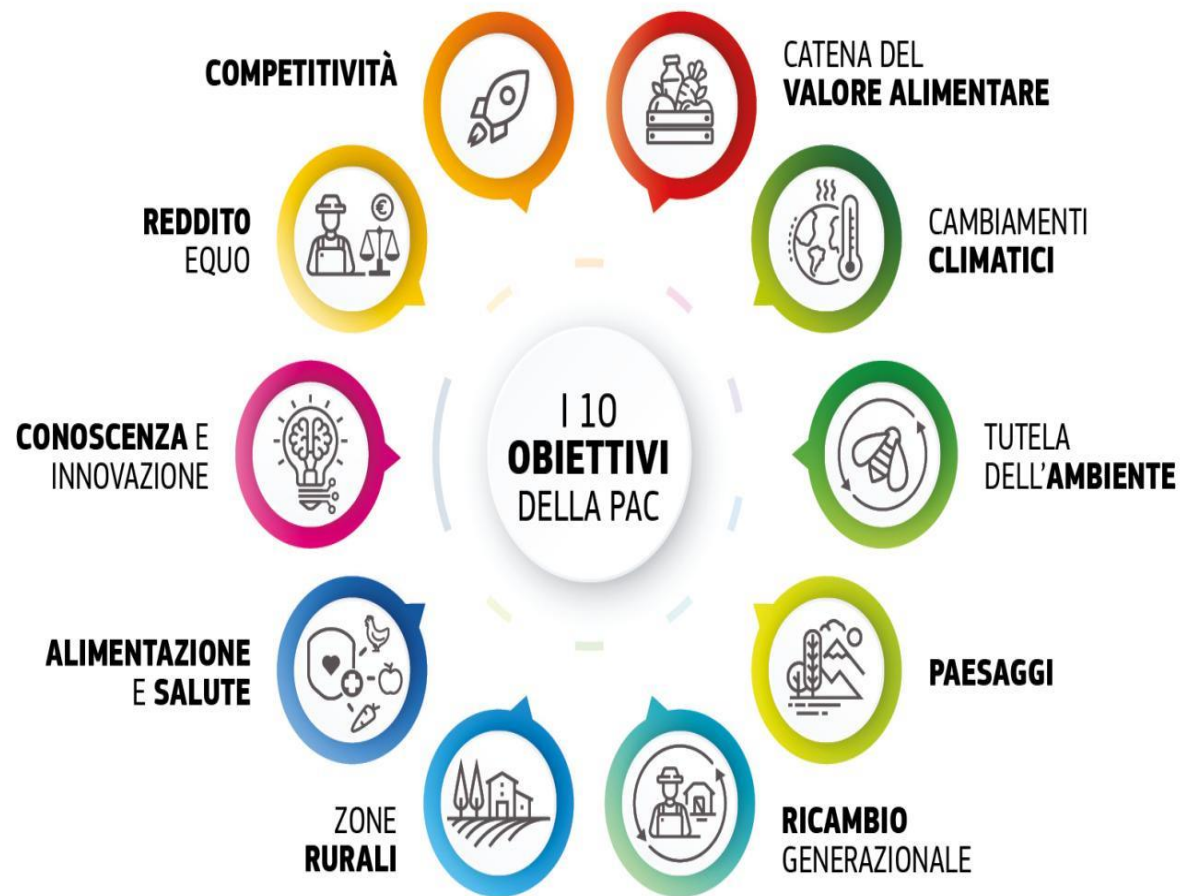 I 10
OBIETTIVI
DELLA PAC
COMPETITIVITÀ
CATENA DEL
VALORE ALIMENTARE
CAMBIAMENTI
CLIMATICI
TUTELA
DELL'AMBIENTE
PAESAGGI
RICAMBIO
GENERAZIONALE
ZONE
RURALI
ALIMENTAZIONE
E SALUTE
CONOSCENZA E
INNOVAZIONE
REDDITO
EQUO
€